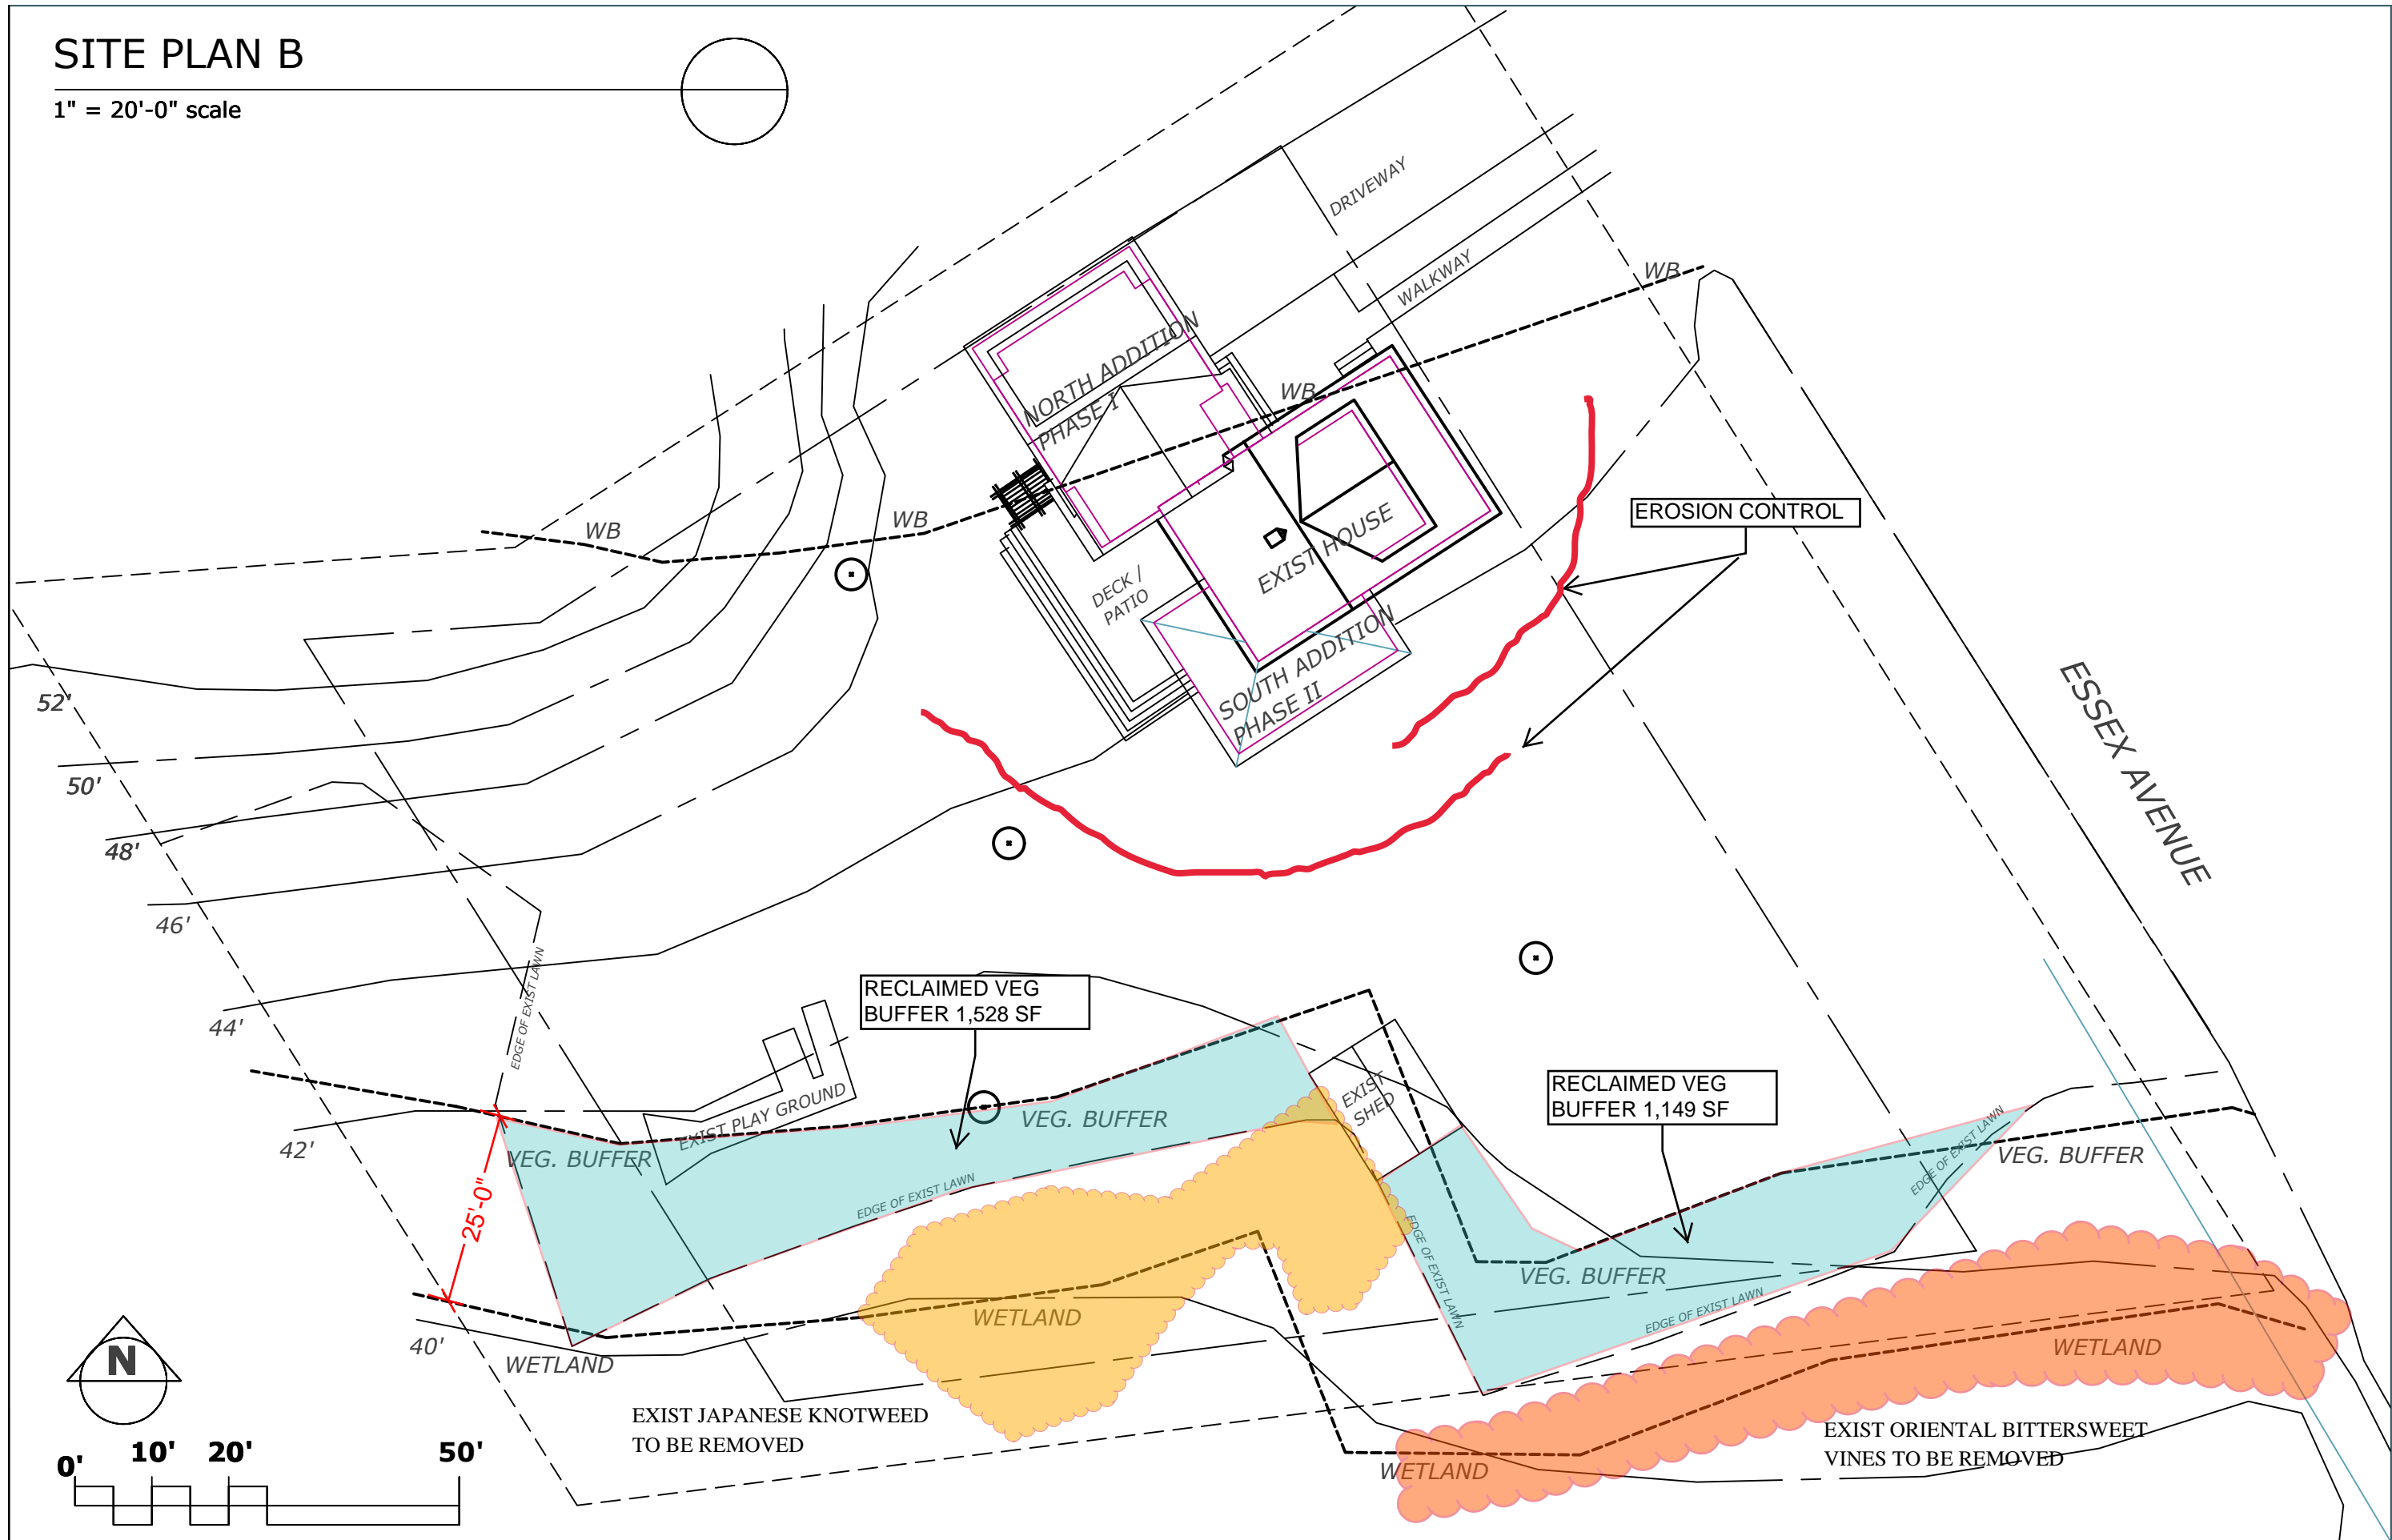 SITE PLAN B
1" = 20'-0" scale
DRIVEWAY
WALKWAY
WB
NORTH ADDITION
PHASE I
WB
WB
WB
EROSION CONTROL
EXIST HOUSE
DECK /
PATIO
SOUTH ADDITION
PHASE II
ESSEX AVENUE
52'
50'
48'
46'
44'
42'
40'
EDGE OF EXIST LAWN
RECLAIMED VEG
BUFFER 1,528 SF
EXIST PLAY GROUND
VEG. BUFFER
VEG. BUFFER
EXIST
SHED
RECLAIMED VEG
BUFFER 1,149 SF
EDGE OF EXIST LAWN
VEG. BUFFER
25'-0"
EDGE OF EXIST LAWN
EDGE OF EXIST LAWN
VEG. BUFFER
EDGE OF EXIST LAWN
WETLAND
WETLAND
WETLAND
WETLAND
N
EXIST JAPANESE KNOTWEED
TO BE REMOVED
EXIST ORIENTAL BITTERSWEET
VINES TO BE REMOVED
0' 10' 20' 50'